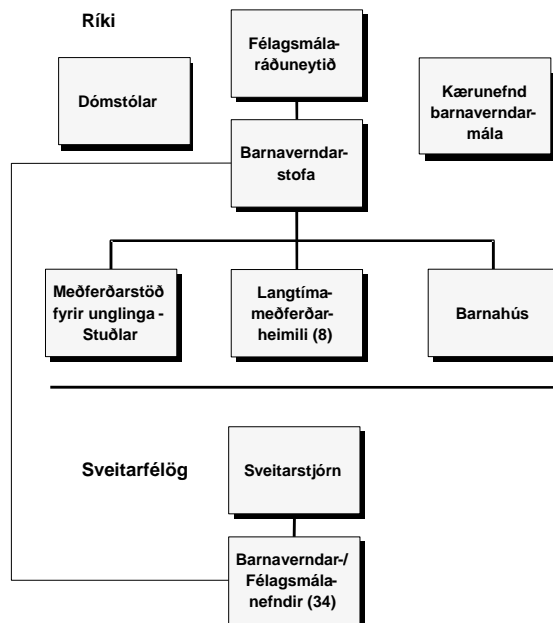 Ríki
Félagsmála-
ráðuneytið
Dómstólar
Kærunefnd
barnaverndar-
mála
Barnaverndar-
stofa
Meðferðarstöð
fyrir unglinga -
Stuðlar
Langtíma-
meðferðar-
heimili (8)
Barnahús
Sveitarfélög
Sveitarstjórn
Barnaverndar-/
Félagsmála-
nefndir (34)